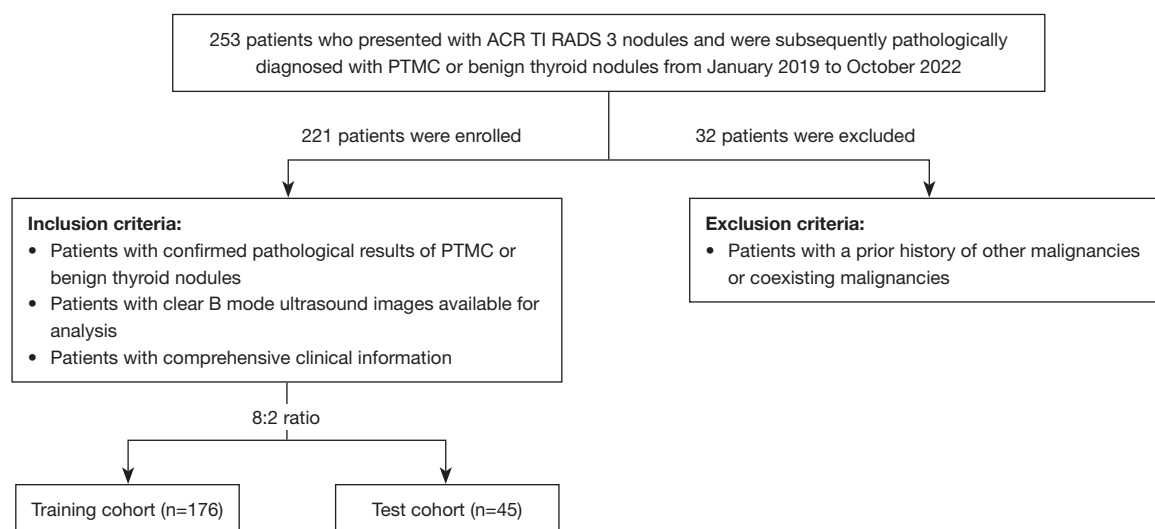 253 patients who presented with ACR TI RADS 3 nodules and were subsequently pathologically
diagnosed with PTMC or benign thyroid nodules from January 2019 to October 2022
221 patients were enrolled
32 patients were excluded
Inclusion criteria:
• Patients with confirmed pathological results of PTMC or
benign thyroid nodules
• Patients with clear B mode ultrasound images available for
analysis
• Patients with comprehensive clinical information
Exclusion criteria:
• Patients with a prior history of other malignancies
or coexisting malignancies
8:2 ratio
Training cohort (n=176)
Test cohort (n=45)